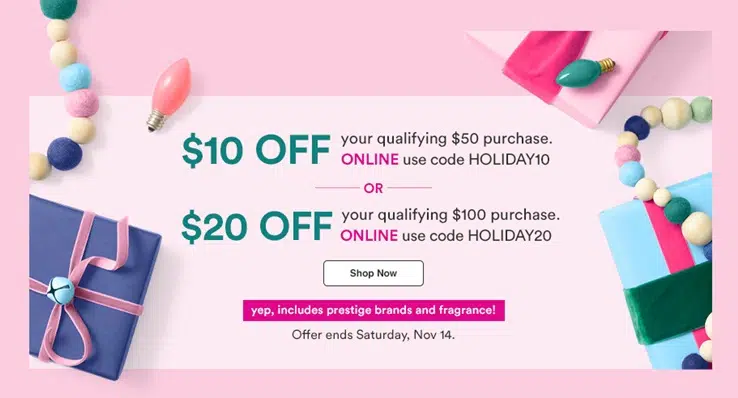 $10 OFF
your qualifying $50 purchase.
ONLINE use code HOLIDAY10
OR
$20 OFF
your qualifying $100 purchase.
ONLINE use code HOLIDAY20
Shop Now
yep, includes prestige brands and fragrance!
Offer ends Saturday, Nov 14.